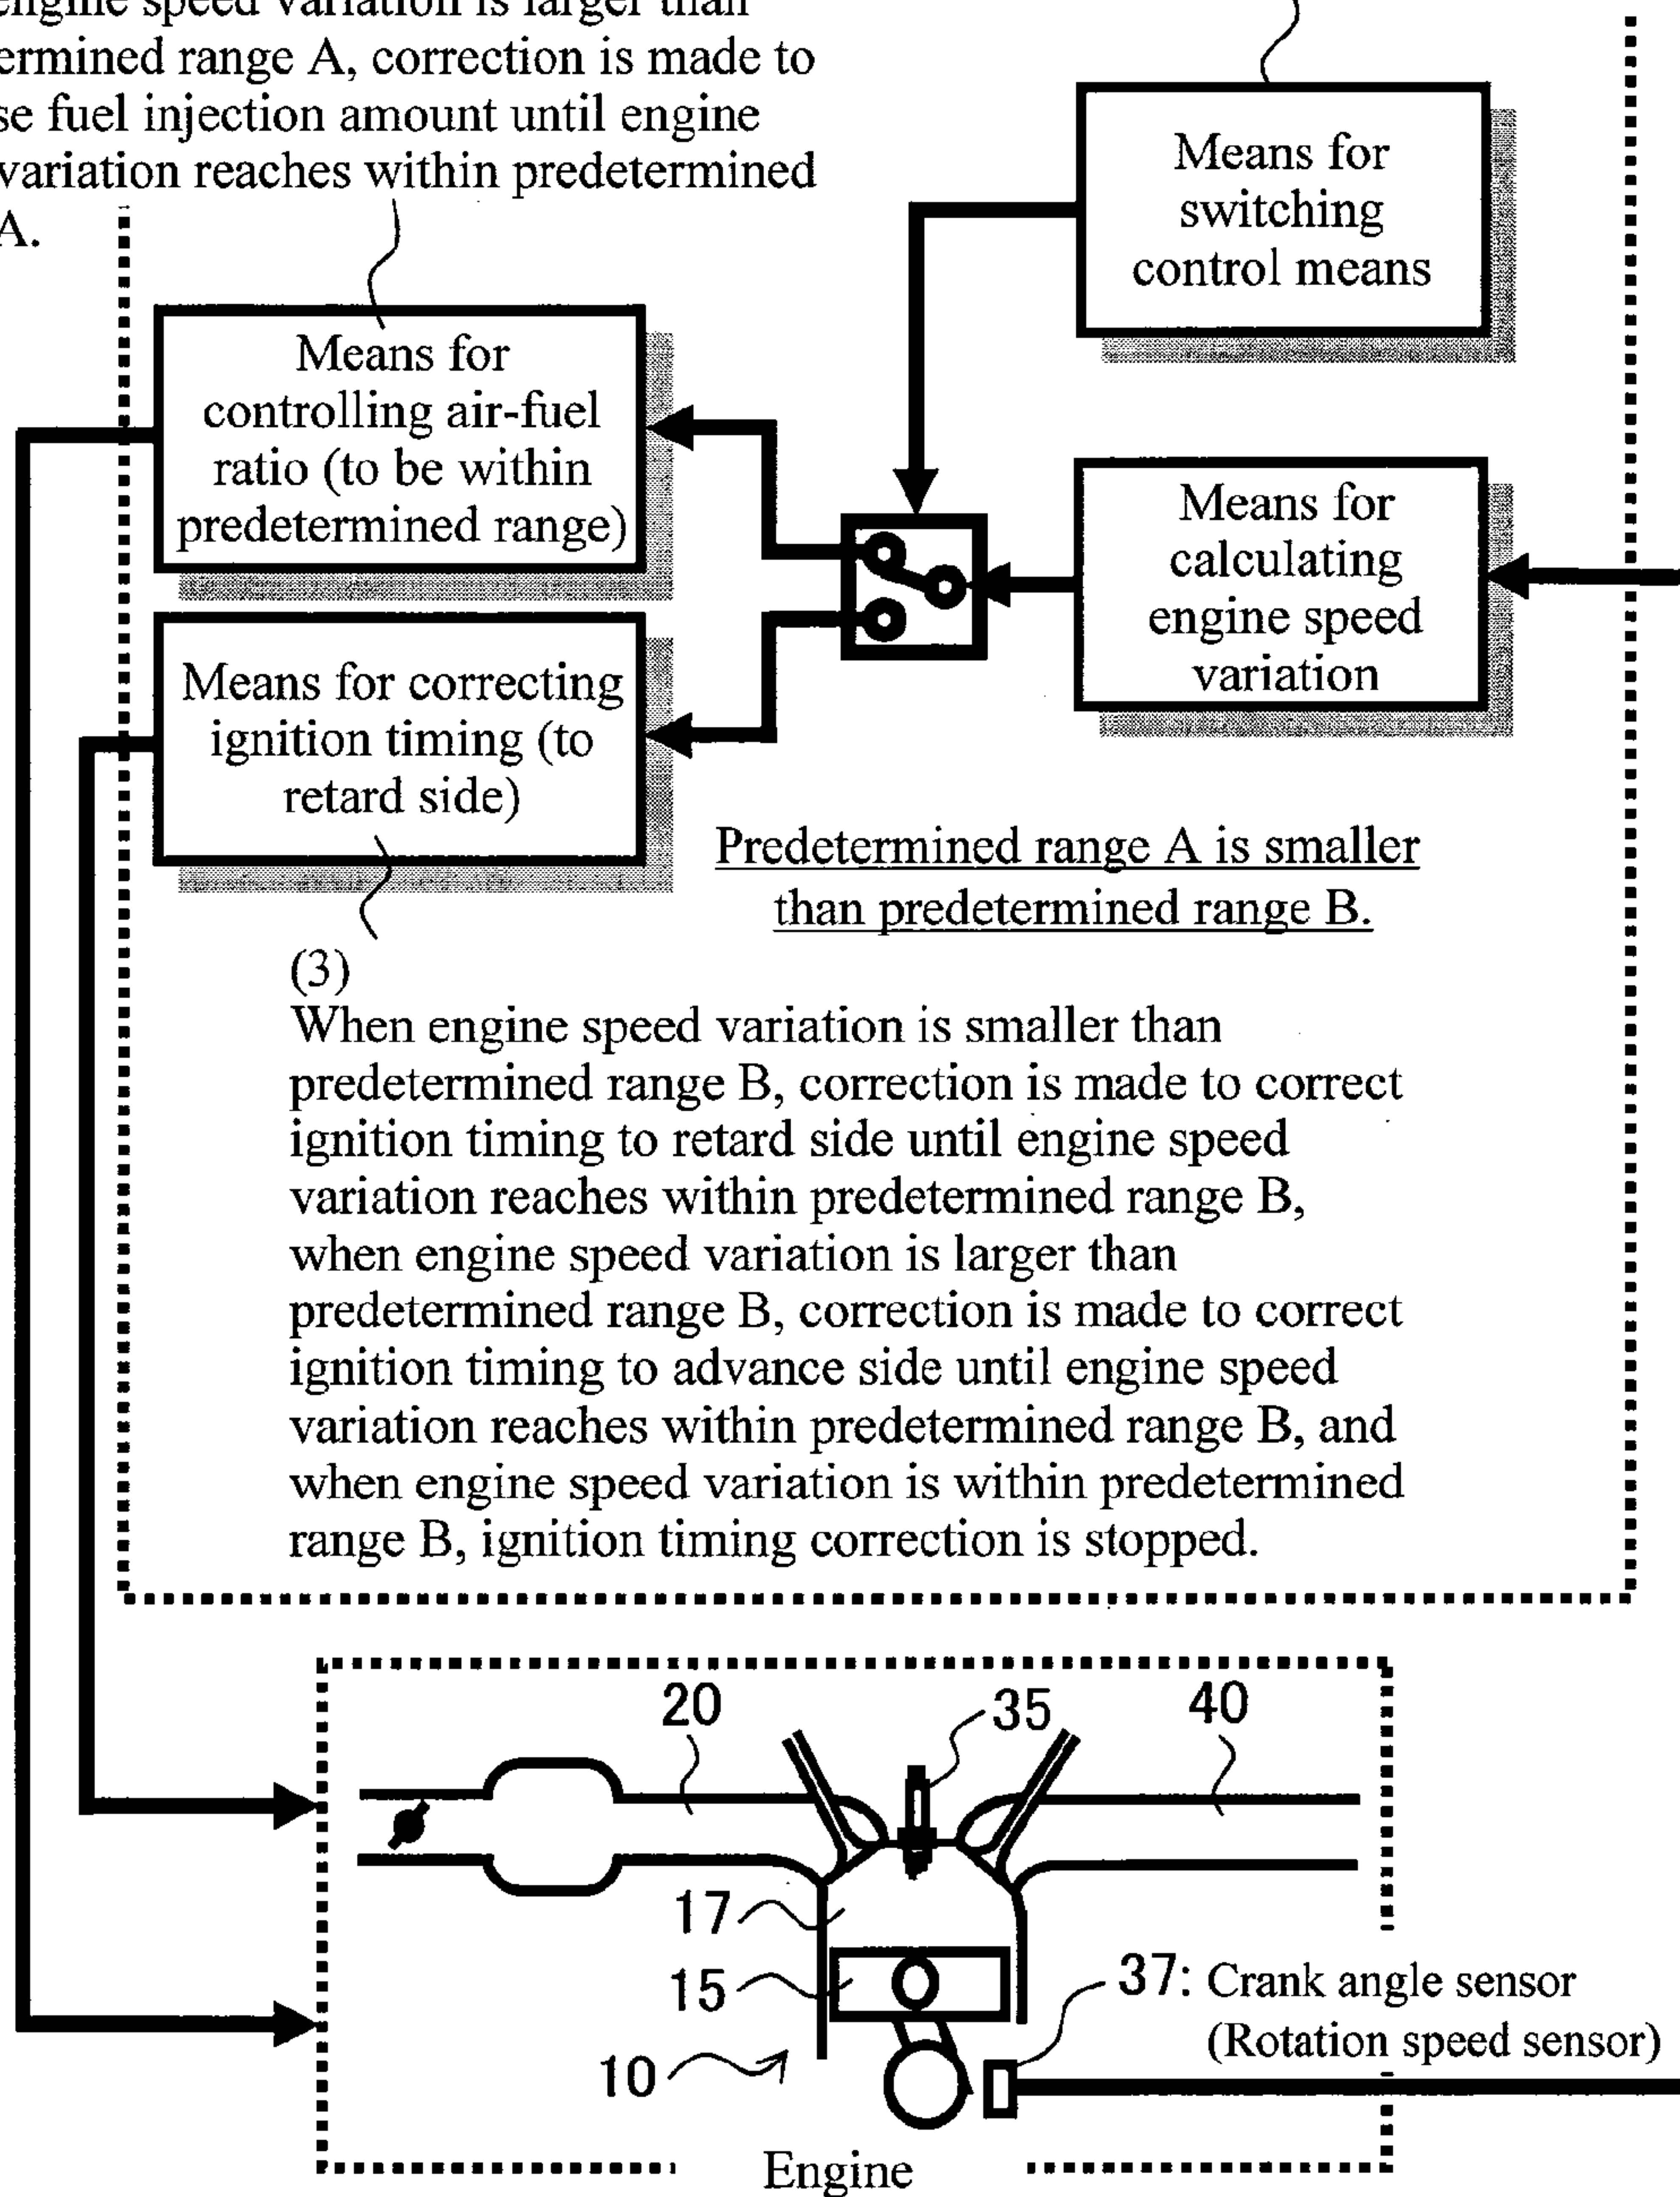 engine speed variation is larger than
ermined range A, correction is made to
se fuel injection amount until engine
variation reaches within predetermined
A.
Means for
switching
control means
Means for
controlling air-fuel
ratio (to be within
predetermined range)
Means for
calculating
engine speed
variation
Means for correcting
ignition timing (to
retard side)
Predetermined range A is smaller
than predetermined range B.
(3)
When engine speed variation is smaller than
predetermined range B, correction is made to correct
ignition timing to retard side until engine speed
variation reaches within predetermined range B,
when engine speed variation is larger than
predetermined range B, correction is made to correct
ignition timing to advance side until engine speed
variation reaches within predetermined range B, and
when engine speed variation is within predetermined
range B, ignition timing correction is stopped.
20
35
40
17
15
37: Crank angle sensor
(Rotation speed sensor)
10
Engine